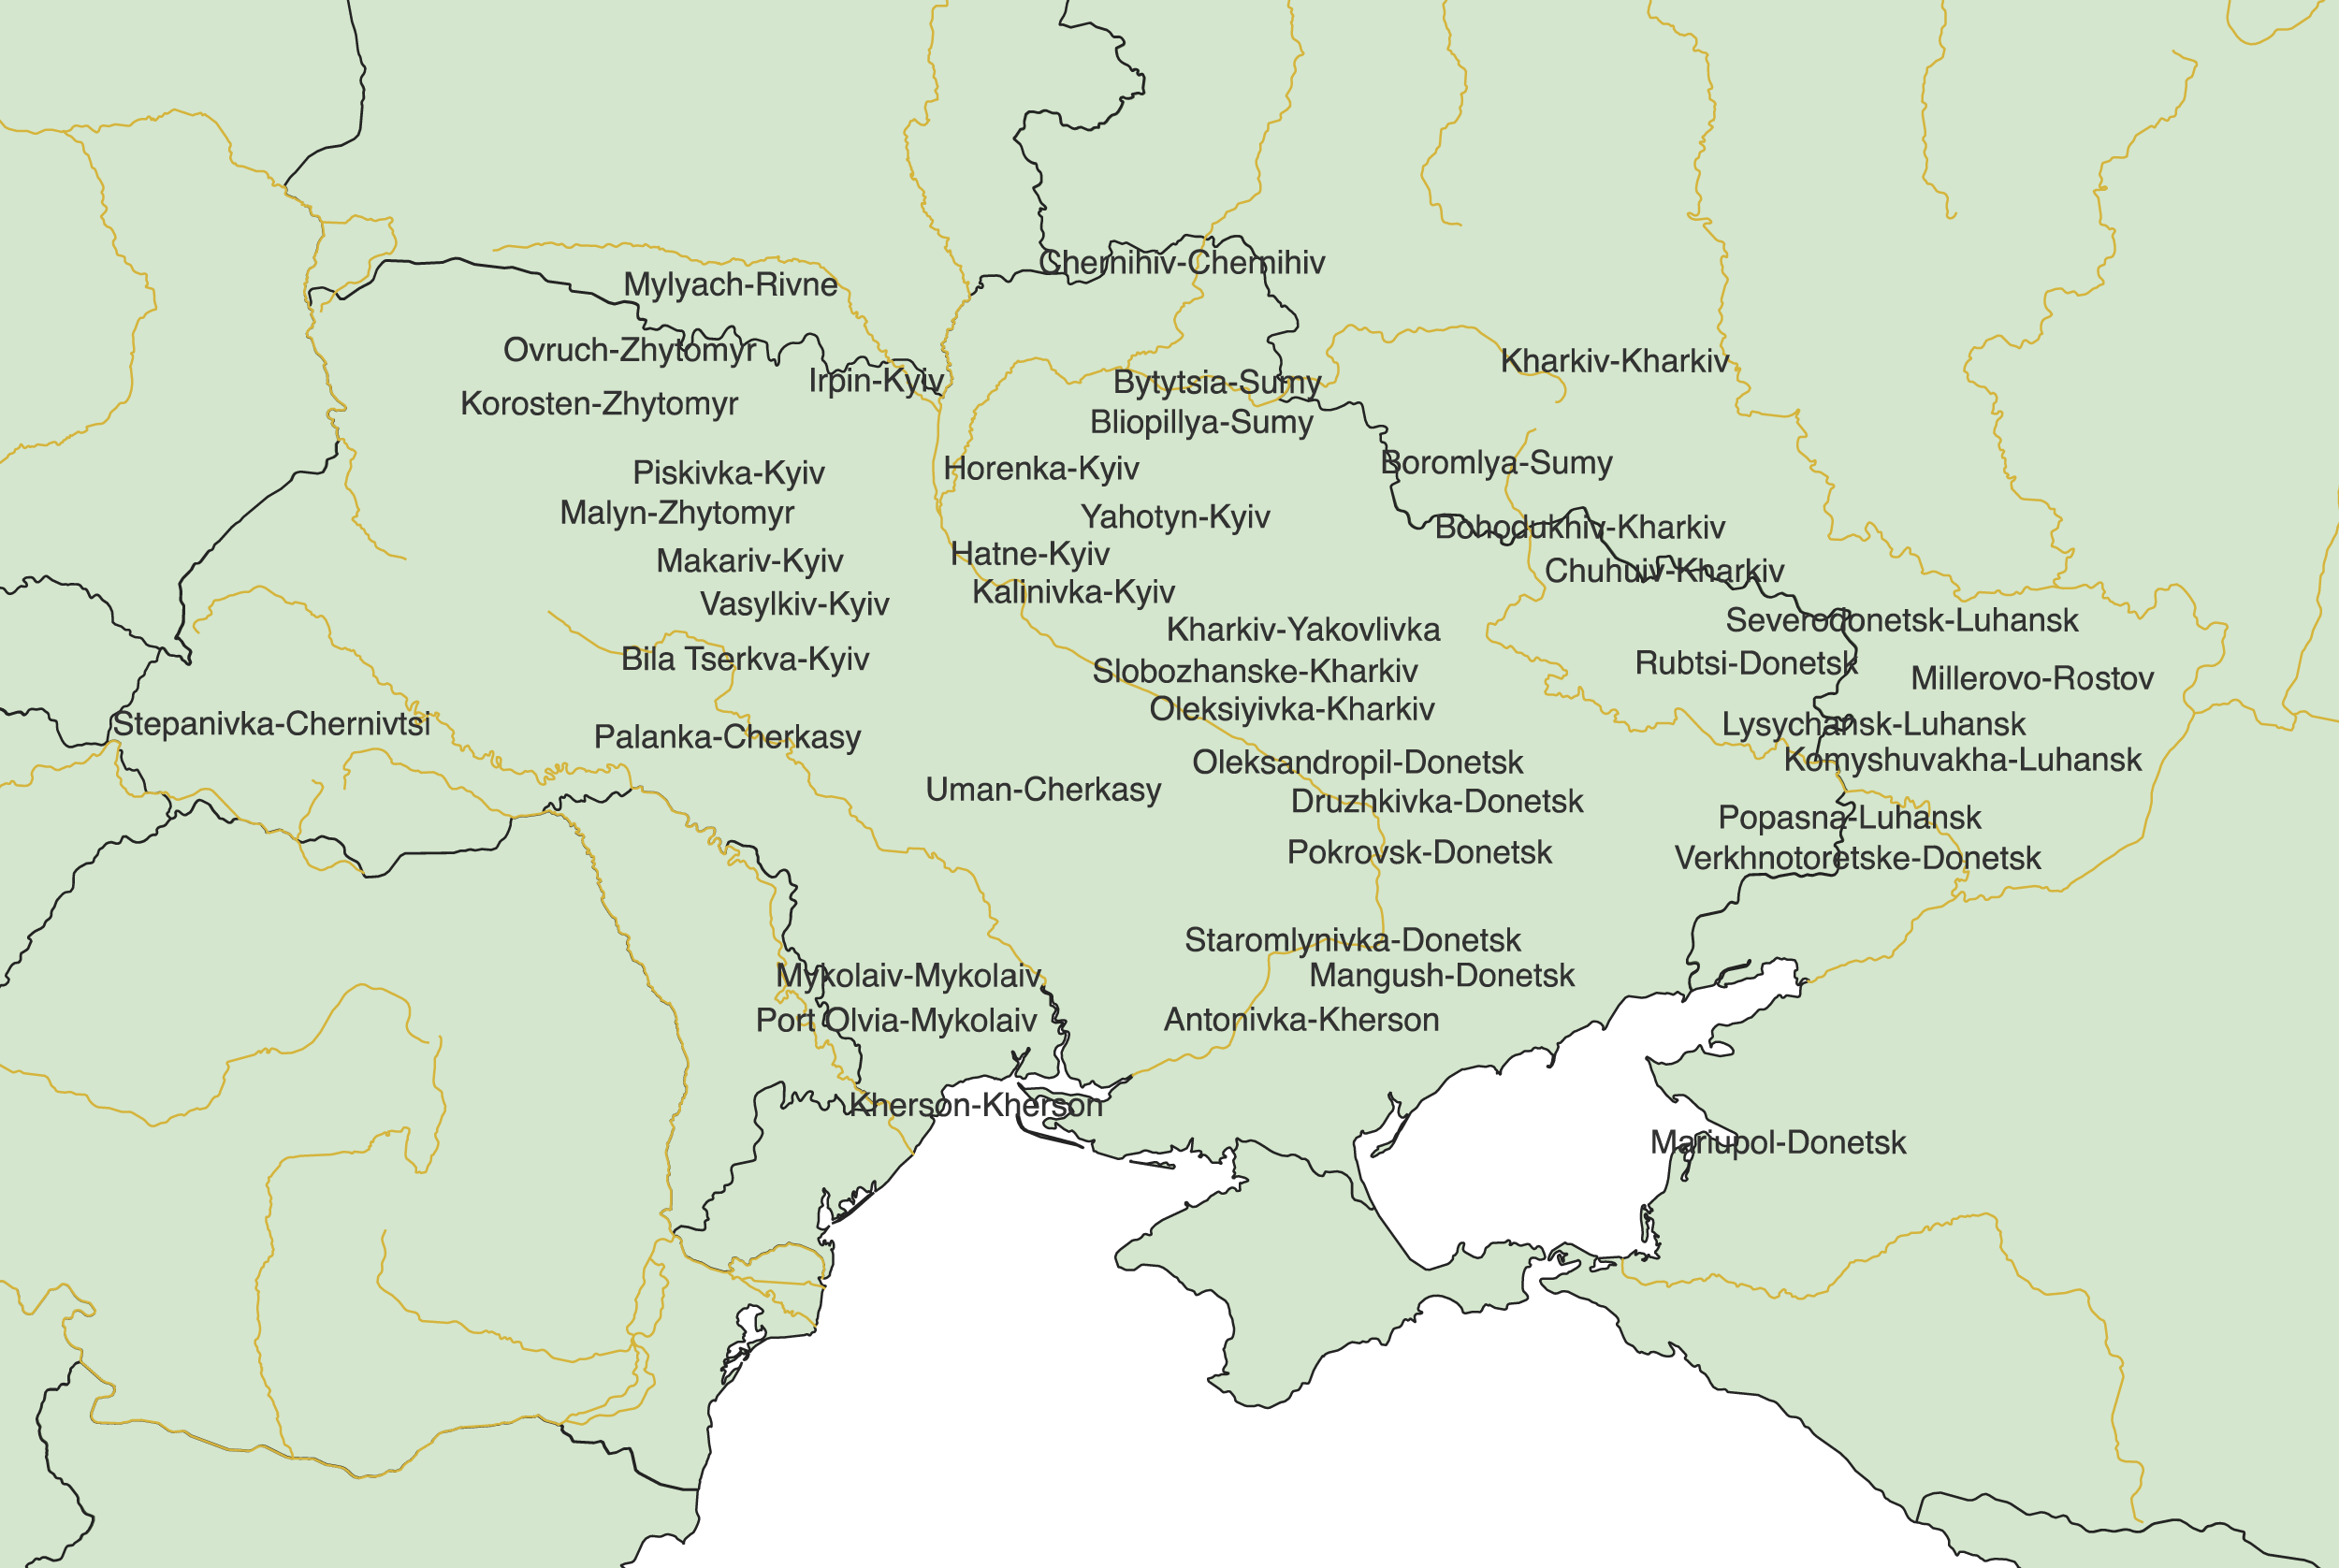 Chernihiv-Chernihiv
Mylyach-Rivne
Ovruch-Zhytomyr
Kharkiv-Kharkiv
Irpin-Kyiv
Bytytsia-Sumy
Korosten-Zhytomyr
Bliopillya-Sumy
Boromlya-Sumy
Horenka-Kyiv
Piskivka-Kyiv
Malyn-Zhytomyr
Yahotyn-Kyiv
Bohodukhiv-Kharkiv
Hatne-Kyiv
Makariv-Kyiv
Chuhuiv-Kharkiv
Kalinivka-Kyiv
Vasylkiv-Kyiv
Severodonetsk-Luhansk
Kharkiv-Yakovlivka
Bila Tserkva-Kyiv
Rubtsi-Donetsk
Slobozhanske-Kharkiv
Millerovo-Rostov
Oleksiyivka-Kharkiv
Stepanivka-Chernivtsi
Lysychansk-Luhansk
Palanka-Cherkasy
Komyshuvakha-Luhansk
Oleksandropil-Donetsk
Uman-Cherkasy
Druzhkivka-Donetsk
Popasna-Luhansk
Pokrovsk-Donetsk
Verkhnotoretske-Donetsk
Staromlynivka-Donetsk
Mykolaiv-Mykolaiv
Mangush-Donetsk
Port Olvia-Mykolaiv
Antonivka-Kherson
Kherson-Kherson
Mariupol-Donetsk